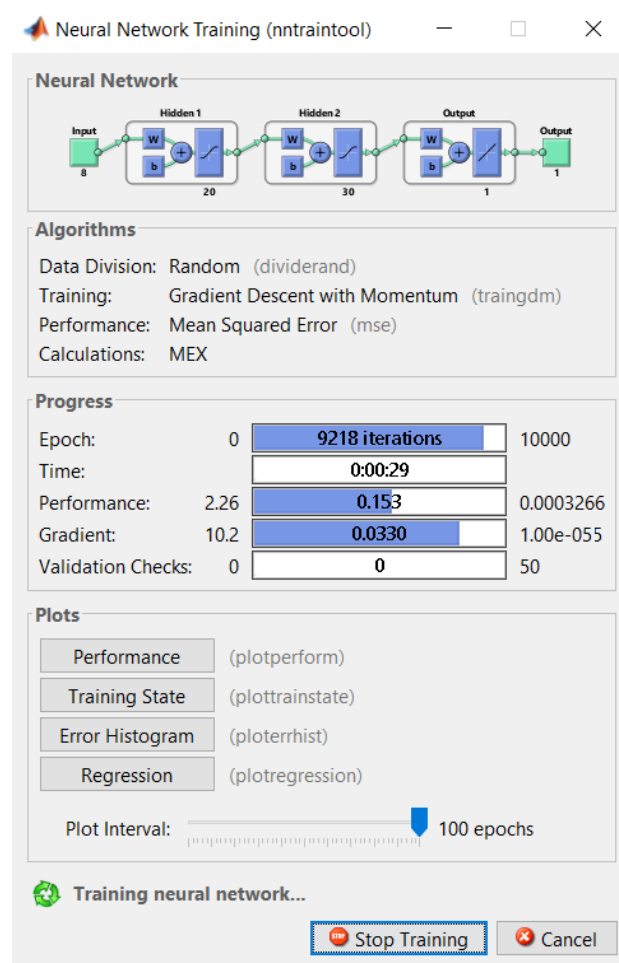 Neural Network Training (nntraintool)
Neural Network
Hidden 1 Hidden 2 Output
Input Output
W W W
b b b
8 1
20 30 1
Algorithms
Data Division: Random (dividerand)
Training: Gradient Descent with Momentum (traingdm)
Performance: Mean Squared Error (mse)
Calculations: MEX
Progress
Epoch: 0 9218 iterations 10000
Time: 0:00:29
Performance: 2.26 0.153 0.0003266
Gradient: 10.2 0.0330 1.00e-055
Validation Checks: 0 0 50
Plots
Performance (plotperform)
Training State (plottrainstate)
Error Histogram (ploterrhist)
Regression (plotregression)
Plot Interval: 100 epochs
Training neural network...
STOP Stop Training Cancel